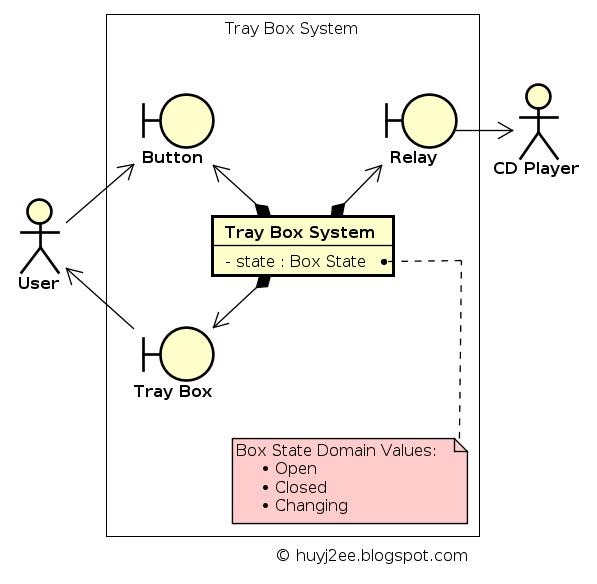 Tray Box System
Button
Relay
CD Player
Tray Box System
- state : Box State
User
Tray Box
Box State Domain Values:
• Open
• Closed
• Changing
© huyj2ee.blogspot.com